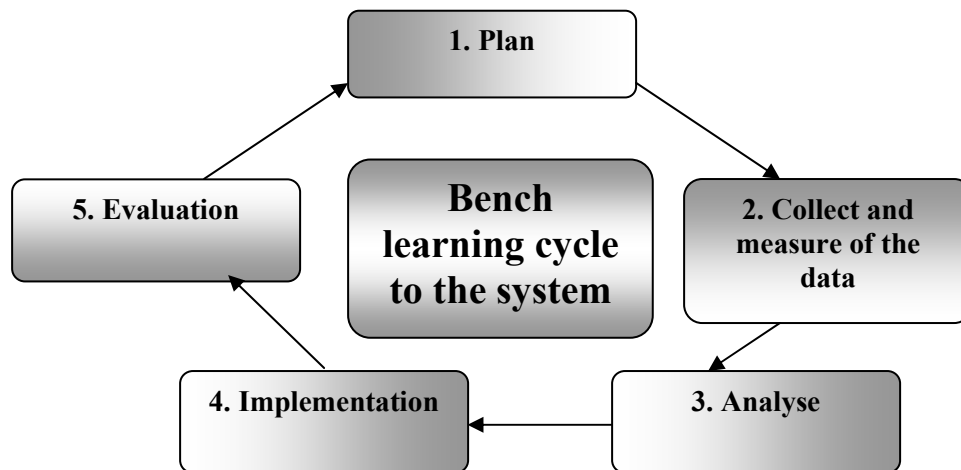 1. Plan
2. Collect and
measure of the
data
3. Analyse
4. Implementation
5. Evaluation
Bench
learning cycle
to the system